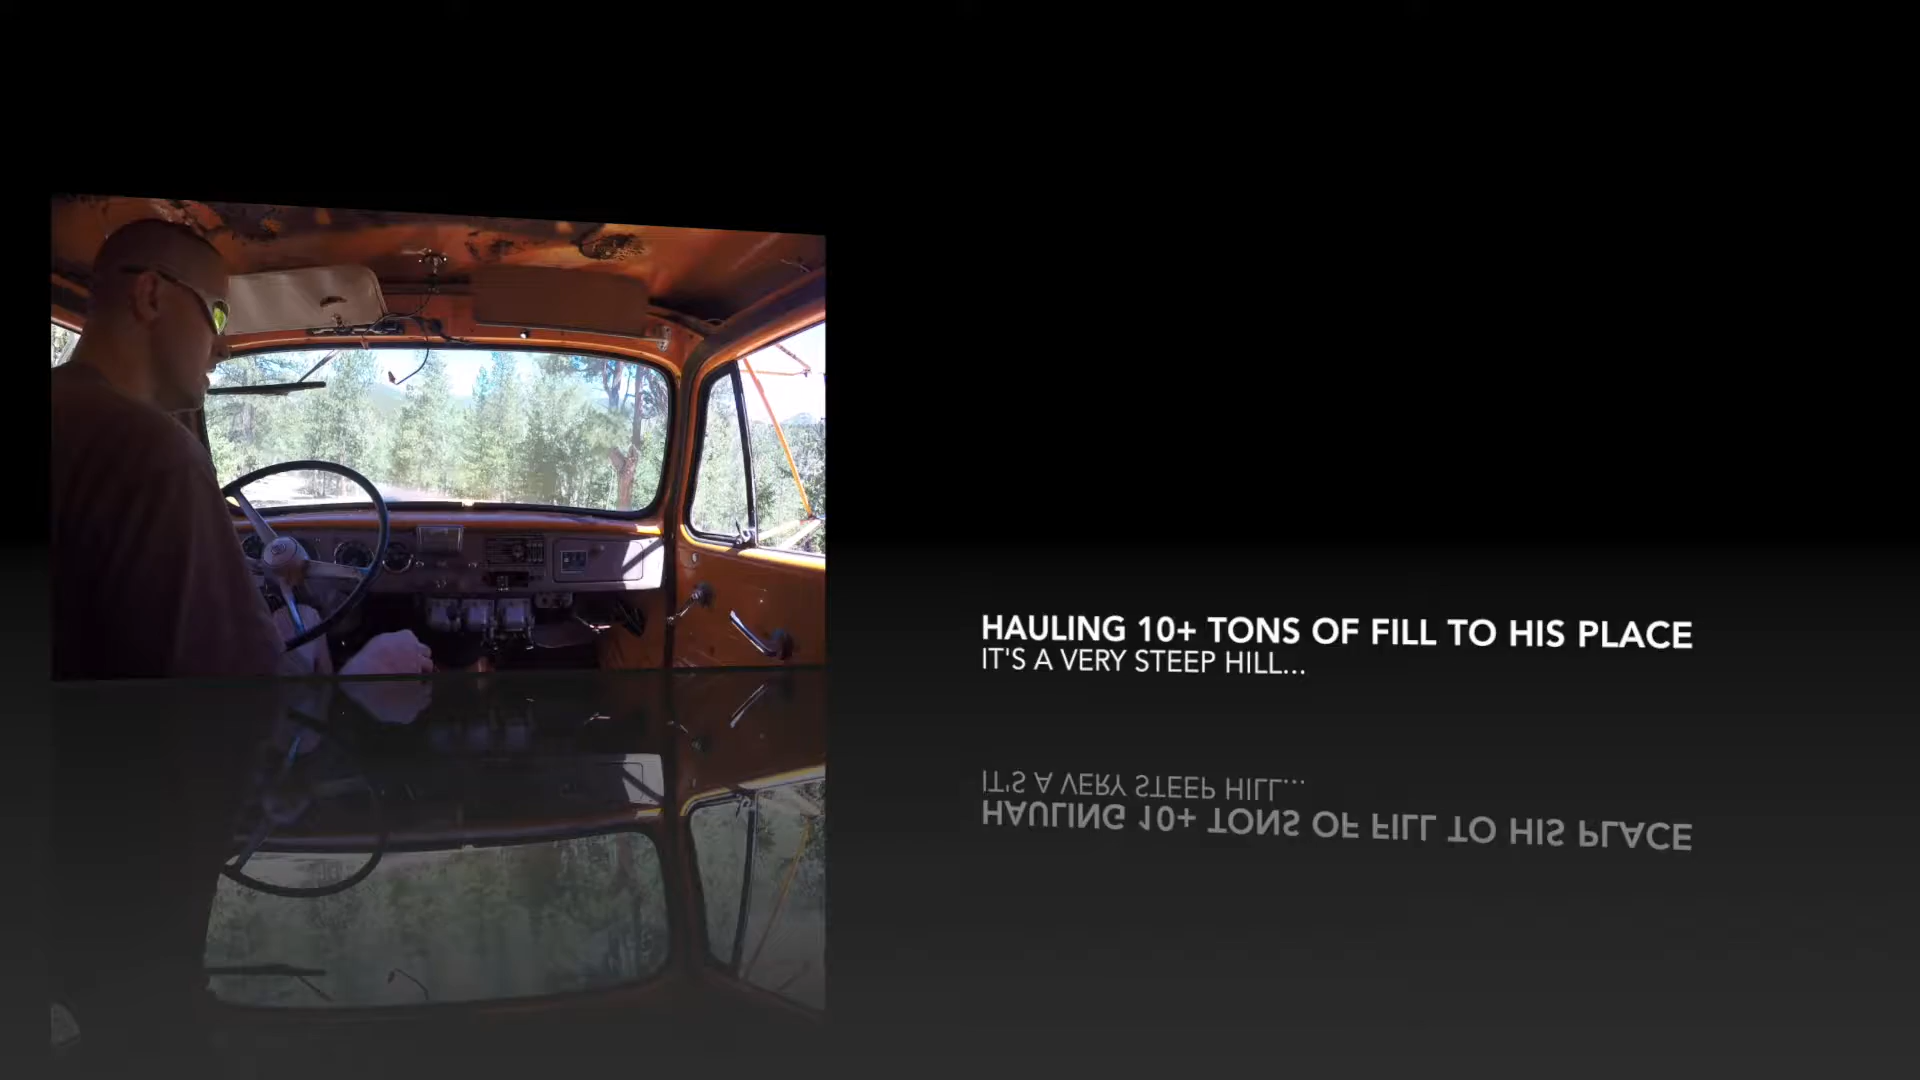 HAULING 10+ TONS OF FILL TO HIS PLACE
IT'S A VERY STEEP HILL...